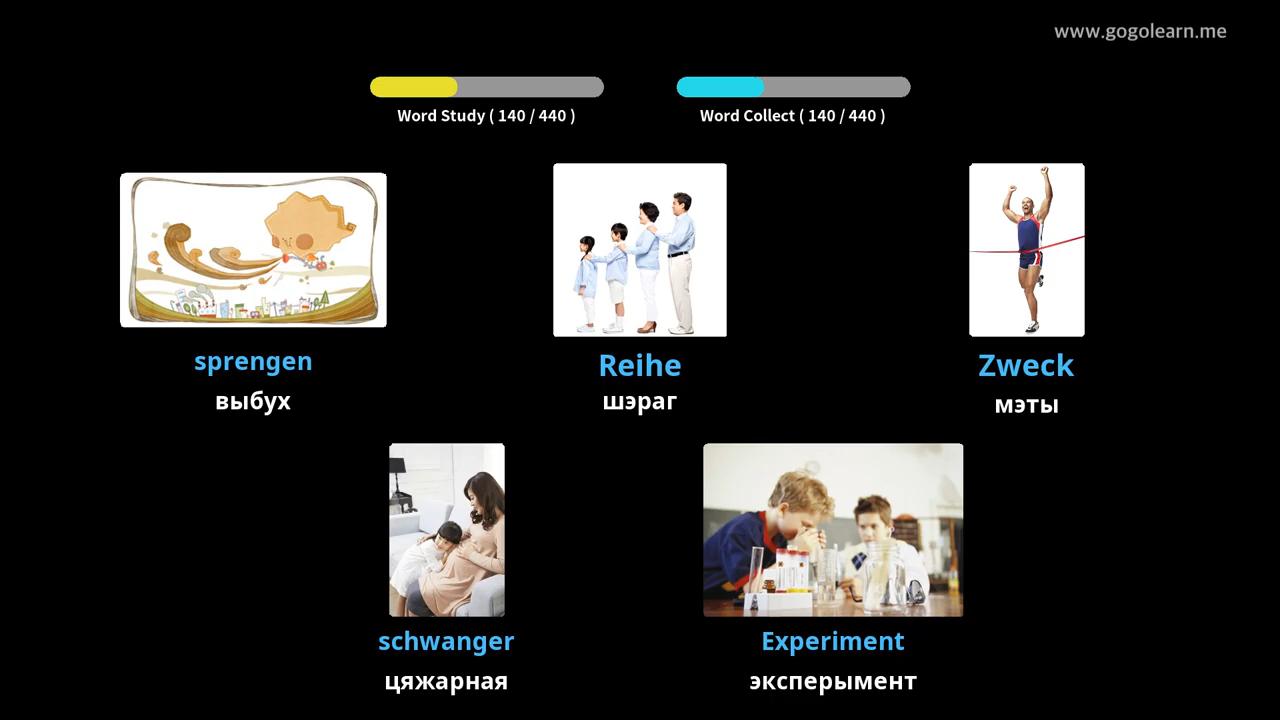 www.gogolearn.me
Word Study ( 140 / 440 )
Word Collect ( 140 / 440 )
sprengen
выбух
Reihe
шэраг
Zweck
мэты
schwanger
цяжарная
Experiment
эксперымент